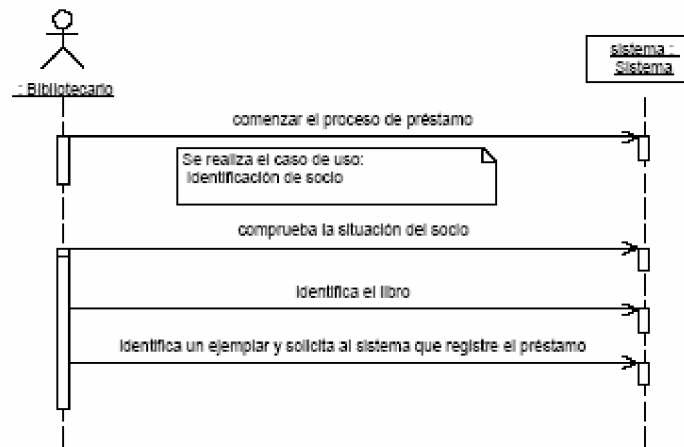 : Bibliotecario
sistema :
Sistema
comenzar el proceso de préstamo
Se realiza el caso de uso:
Identificación de socio
comprueba la situación del socio
Identifica el libro
Identifica un ejemplar y solicita al sistema que registre el préstamo